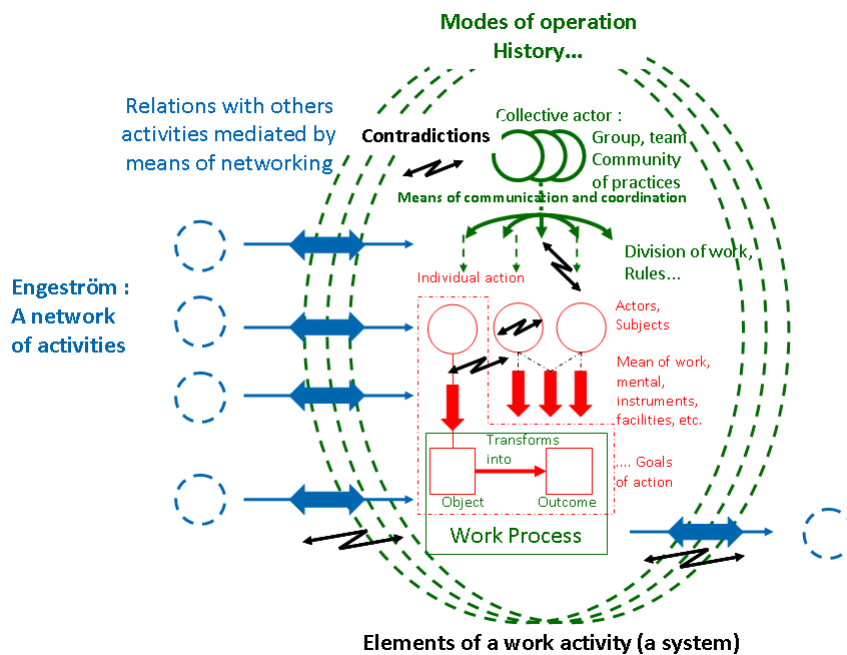 Modes of operation
History...
Relations with others
activities mediated by
means of networking
Contradictions
Collective actor :
Group, team
Community
of practices
Means of communication and coordination
Division of work,
Rules...
Individual action
Engeström :
A network
of activities
Actors,
Subjects
Mean of work,
mental,
instruments,
facilities, etc.
Transforms
into
.... Goals
of action
Object
Outcome
Work Process
Elements of a work activity (a system)